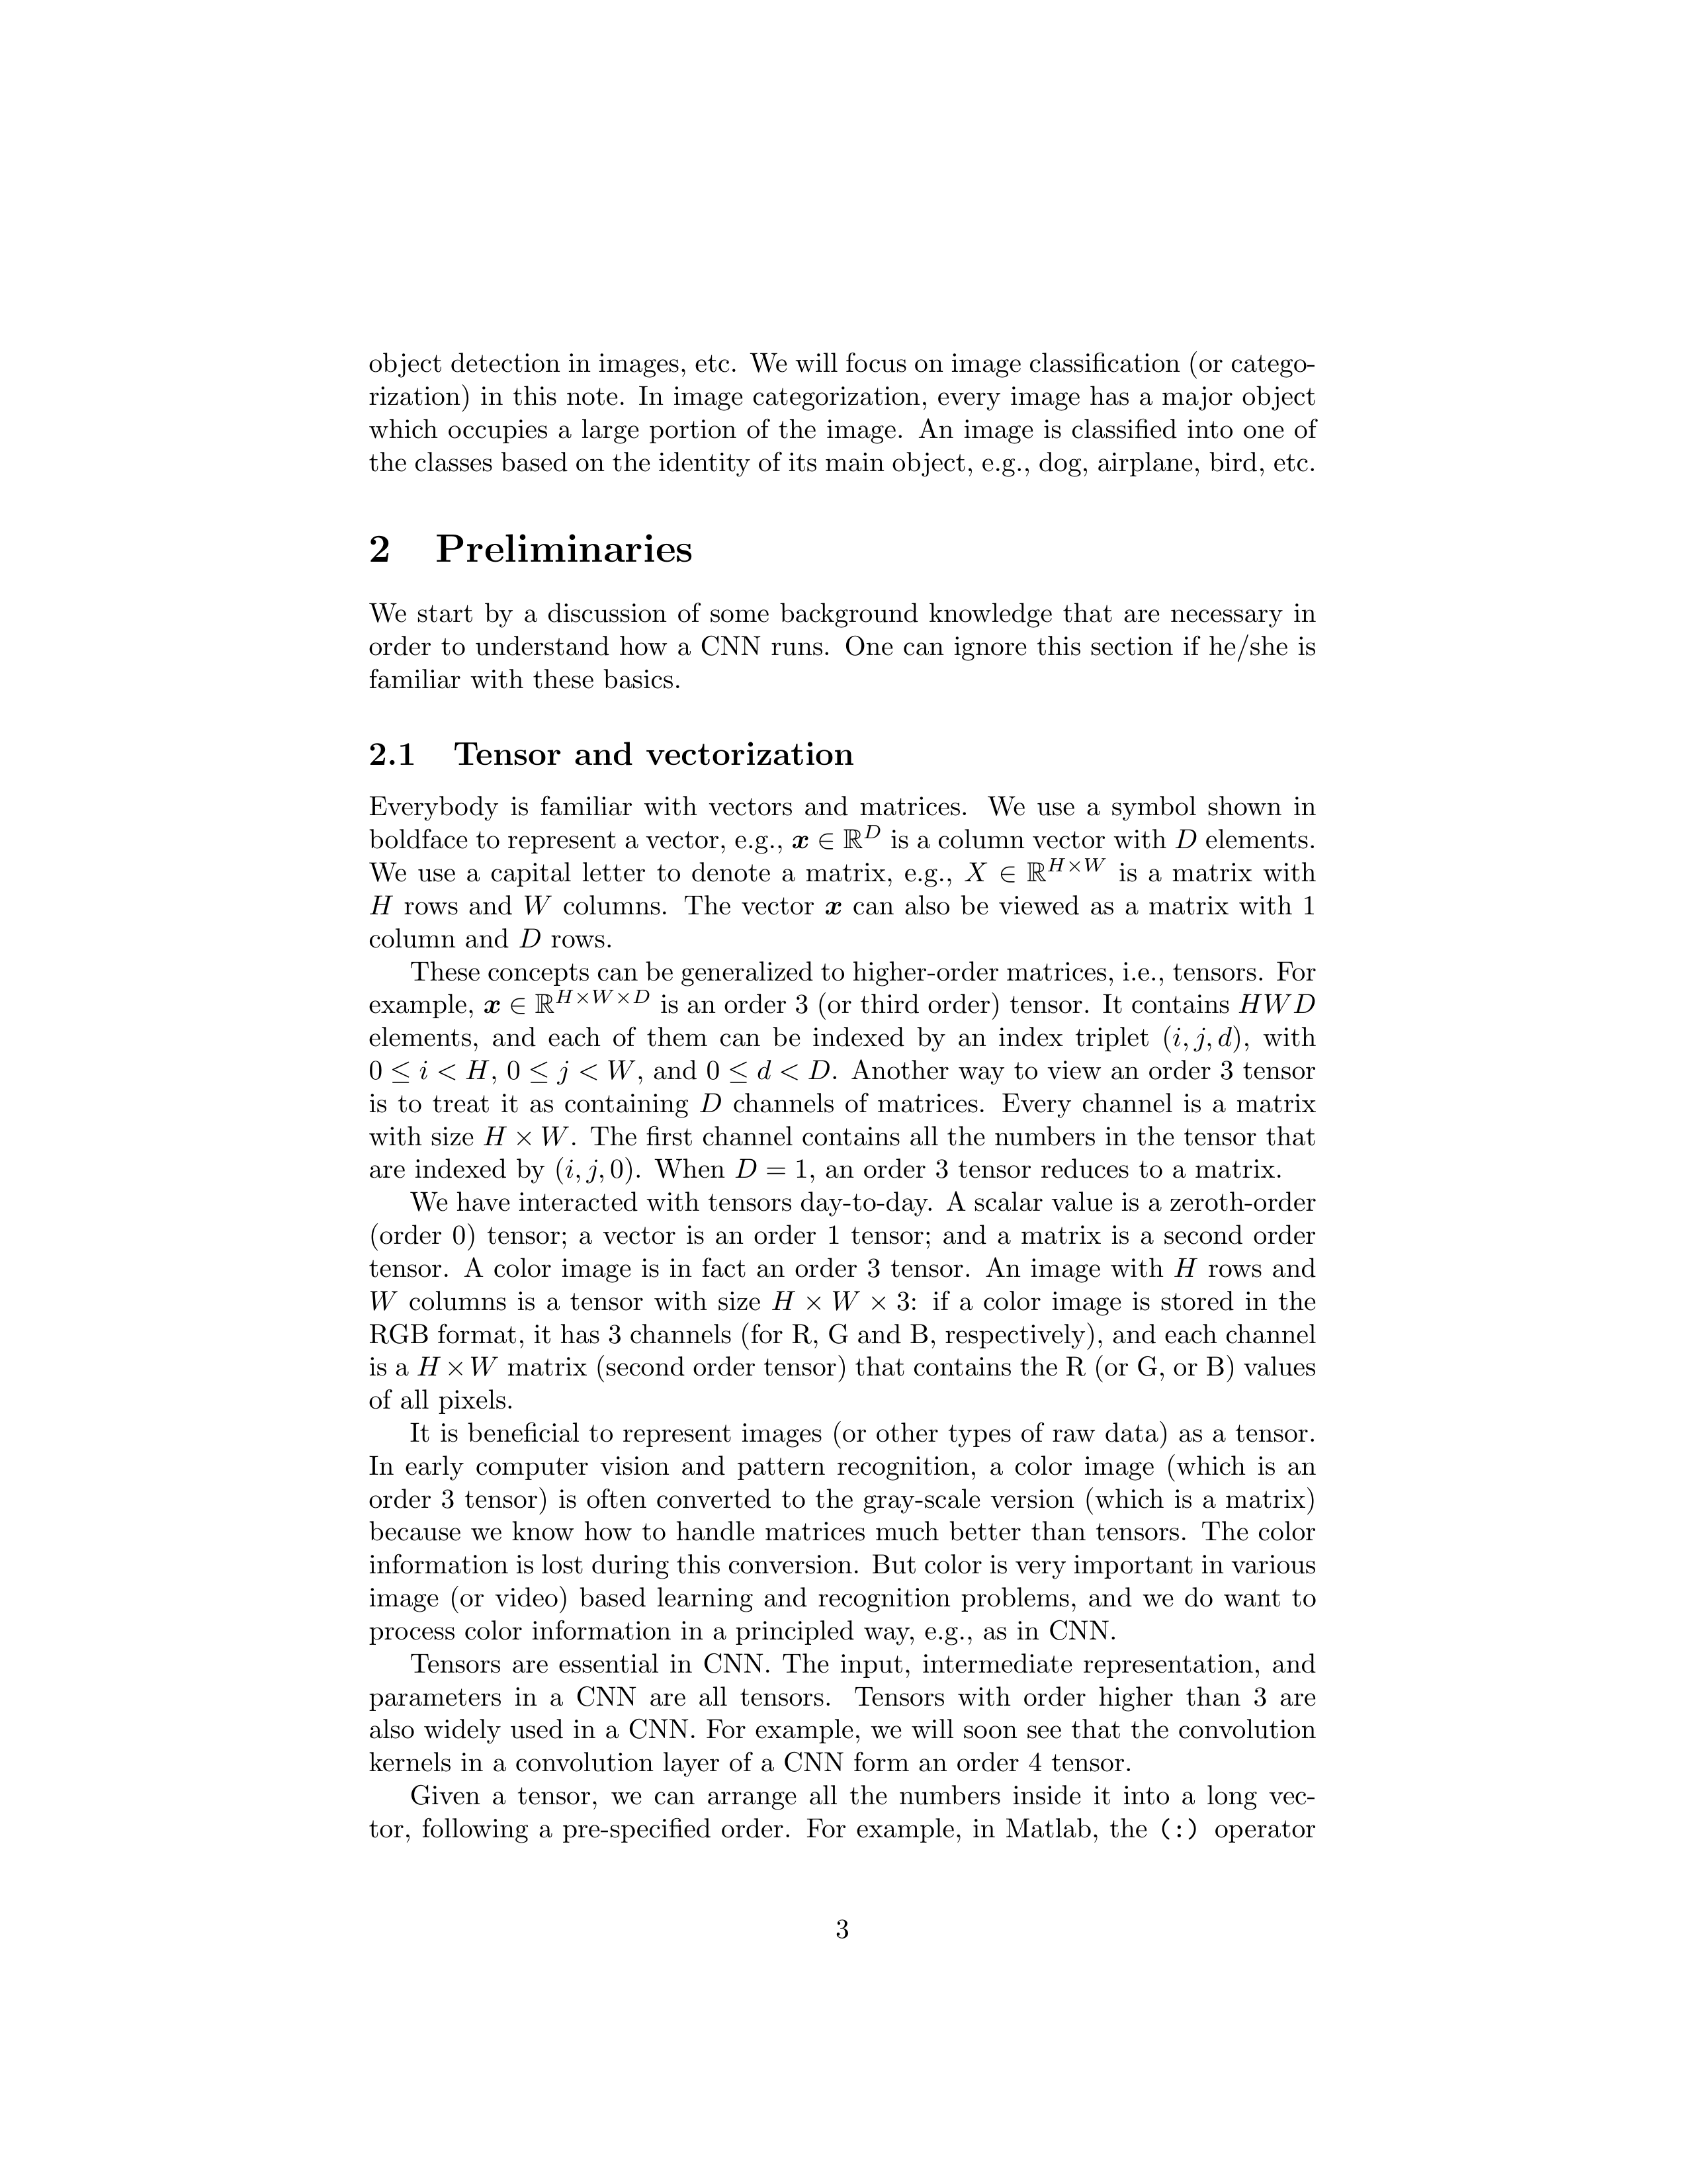 object detection in images, etc. We will focus on image classification (or catego-
rization) in this note. In image categorization, every image has a major object
which occupies a large portion of the image. An image is classified into one of
the classes based on the identity of its main object, e.g., dog, airplane, bird, etc.
2 Preliminaries
We start by a discussion of some background knowledge that are necessary in
order to understand how a CNN runs. One can ignore this section if he/she is
familiar with these basics.
2.1 Tensor and vectorization
Everybody is familiar with vectors and matrices. We use a symbol shown in
boldface to represent a vector, e.g., 𝒙 ∈ ℝ^D is a column vector with D elements.
We use a capital letter to denote a matrix, e.g., X ∈ ℝ^{H×W} is a matrix with
H rows and W columns. The vector 𝒙 can also be viewed as a matrix with 1
column and D rows.
These concepts can be generalized to higher-order matrices, i.e., tensors. For
example, 𝒙 ∈ ℝ^{H×W×D} is an order 3 (or third order) tensor. It contains HWD
elements, and each of them can be indexed by an index triplet (i, j, d), with
0 ≤ i < H, 0 ≤ j < W, and 0 ≤ d < D. Another way to view an order 3 tensor
is to treat it as containing D channels of matrices. Every channel is a matrix
with size H × W. The first channel contains all the numbers in the tensor that
are indexed by (i, j, 0). When D = 1, an order 3 tensor reduces to a matrix.
We have interacted with tensors day-to-day. A scalar value is a zeroth-order
(order 0) tensor; a vector is an order 1 tensor; and a matrix is a second order
tensor. A color image is in fact an order 3 tensor. An image with H rows and
W columns is a tensor with size H × W × 3: if a color image is stored in the
RGB format, it has 3 channels (for R, G and B, respectively), and each channel
is a H × W matrix (second order tensor) that contains the R (or G, or B) values
of all pixels.
It is beneficial to represent images (or other types of raw data) as a tensor.
In early computer vision and pattern recognition, a color image (which is an
order 3 tensor) is often converted to the gray-scale version (which is a matrix)
because we know how to handle matrices much better than tensors. The color
information is lost during this conversion. But color is very important in various
image (or video) based learning and recognition problems, and we do want to
process color information in a principled way, e.g., as in CNN.
Tensors are essential in CNN. The input, intermediate representation, and
parameters in a CNN are all tensors. Tensors with order higher than 3 are
also widely used in a CNN. For example, we will soon see that the convolution
kernels in a convolution layer of a CNN form an order 4 tensor.
Given a tensor, we can arrange all the numbers inside it into a long vec-
tor, following a pre-specified order. For example, in Matlab, the (:) operator
3